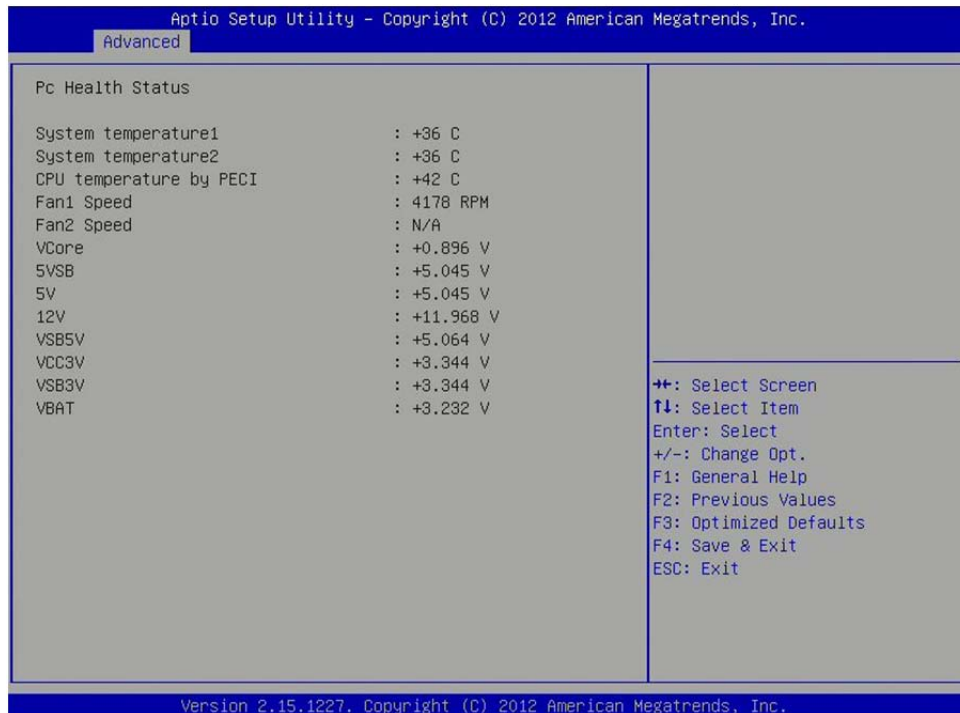 Aptio Setup Utility – Copyright (C) 2012 American Megatrends, Inc.
Advanced
Pc Health Status
System temperature1 : +36 C
System temperature2 : +36 C
CPU temperature by PECI : +42 C
Fan1 Speed : 4178 RPM
Fan2 Speed : N/A
VCore : +0.896 V
5VSB : +5.045 V
5V : +5.045 V
12V : +11.968 V
VSB5V : +5.064 V
VCC3V : +3.344 V
VSB3V : +3.344 V
VBAT : +3.232 V
→←: Select Screen
↑↓: Select Item
Enter: Select
+/-: Change Opt.
F1: General Help
F2: Previous Values
F3: Optimized Defaults
F4: Save & Exit
ESC: Exit
Version 2.15.1227. Copyright (C) 2012 American Megatrends, Inc.